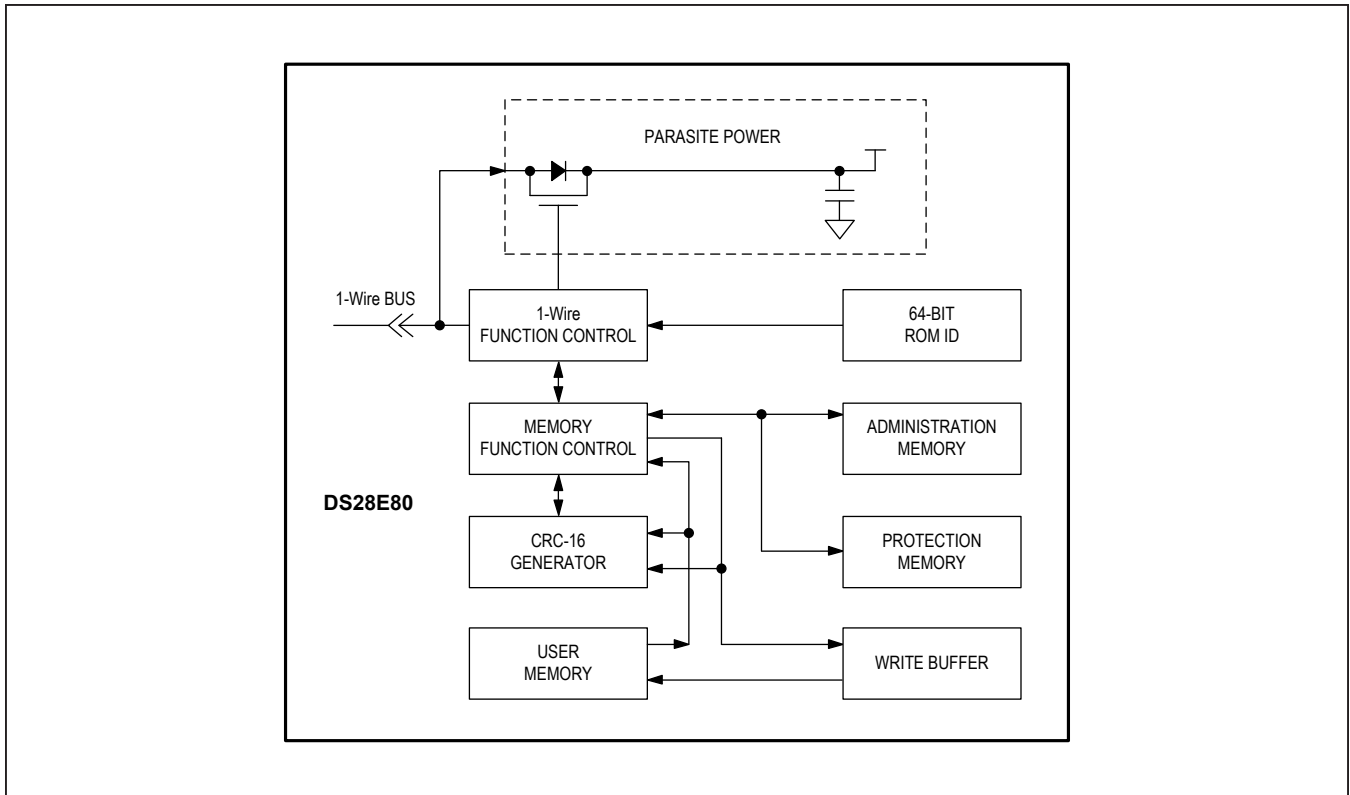 PARASITE POWER
1-Wire BUS
1-Wire
FUNCTION CONTROL
64-BIT
ROM ID
MEMORY
FUNCTION CONTROL
ADMINISTRATION
MEMORY
DS28E80
CRC-16
GENERATOR
PROTECTION
MEMORY
USER
MEMORY
WRITE BUFFER